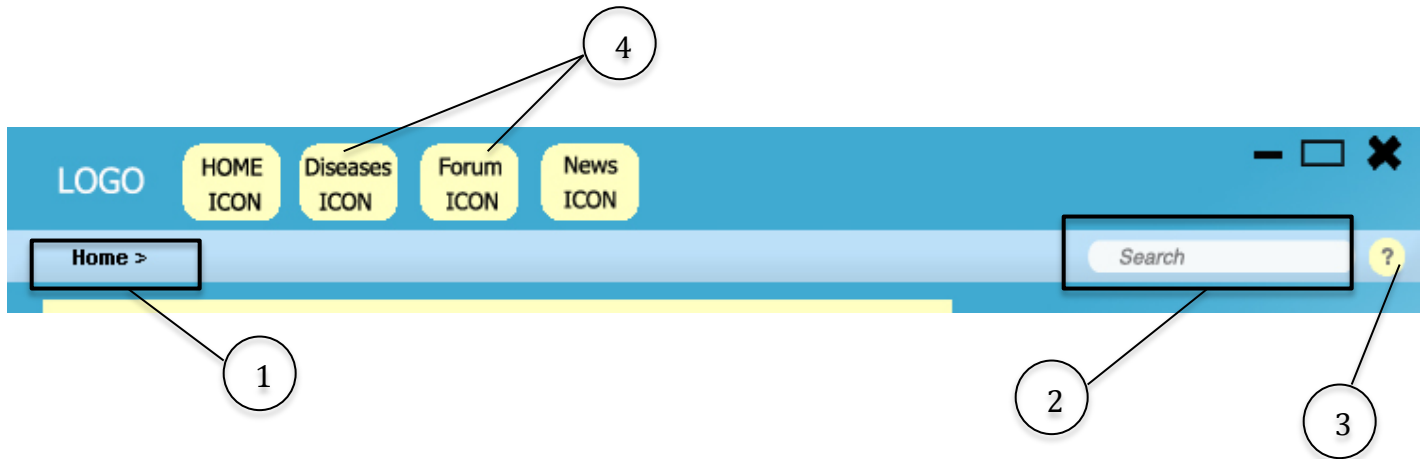 4
LOGO
HOME
ICON
Diseases
ICON
Forum
ICON
News
ICON
Home >
Search
?
1
2
3